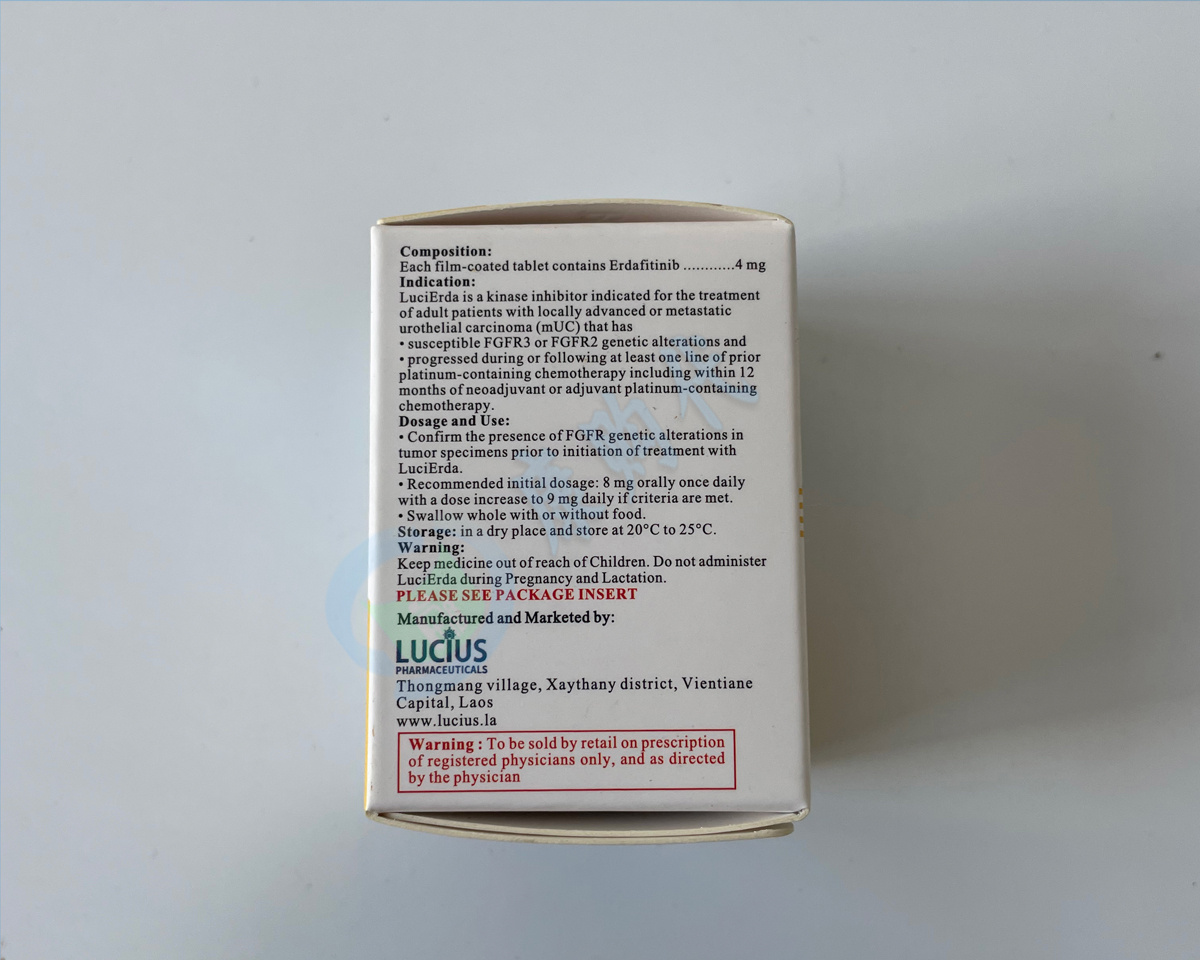 Composition:
Each film-coated tablet contains Erdafitinib ............4 mg
Indication:
LuciErda is a kinase inhibitor indicated for the treatment
of adult patients with locally advanced or metastatic
urothelial carcinoma (mUC) that has
• susceptible FGFR3 or FGFR2 genetic alterations and
• progressed during or following at least one line of prior
platinum-containing chemotherapy including within 12
months of neoadjuvant or adjuvant platinum-containing
chemotherapy.
Dosage and Use:
• Confirm the presence of FGFR genetic alterations in
tumor specimens prior to initiation of treatment with
LuciErda.
• Recommended initial dosage: 8 mg orally once daily
with a dose increase to 9 mg daily if criteria are met.
• Swallow whole with or without food.
Storage: in a dry place and store at 20°C to 25°C.
Warning:
Keep medicine out of reach of Children. Do not administer
LuciErda during Pregnancy and Lactation.
PLEASE SEE PACKAGE INSERT
Manufactured and Marketed by:
LUCIUS
PHARMACEUTICALS
Thongmang village, Xaythany district, Vientiane
Capital, Laos
www.lucius.la
Warning : To be sold by retail on prescription
of registered physicians only, and as directed
by the physician